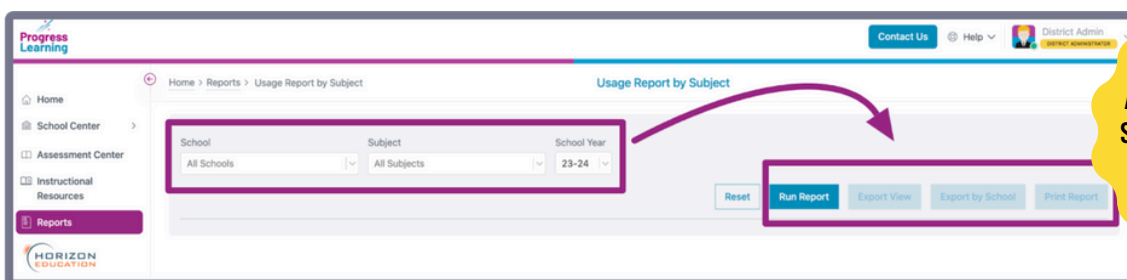 Progress
Learning
Contact Us
Help
District Admin
DISTRICT ADMINISTRATOR
Home > Reports > Usage Report by Subject
Usage Report by Subject
Home
School Center >
Assessment Center
Instructional
Resources
Reports
HORIZON
EDUCATION
School
Subject
School Year
All Schools
All Subjects
23-24
Reset
Run Report
Export View
Export by School
Print Report